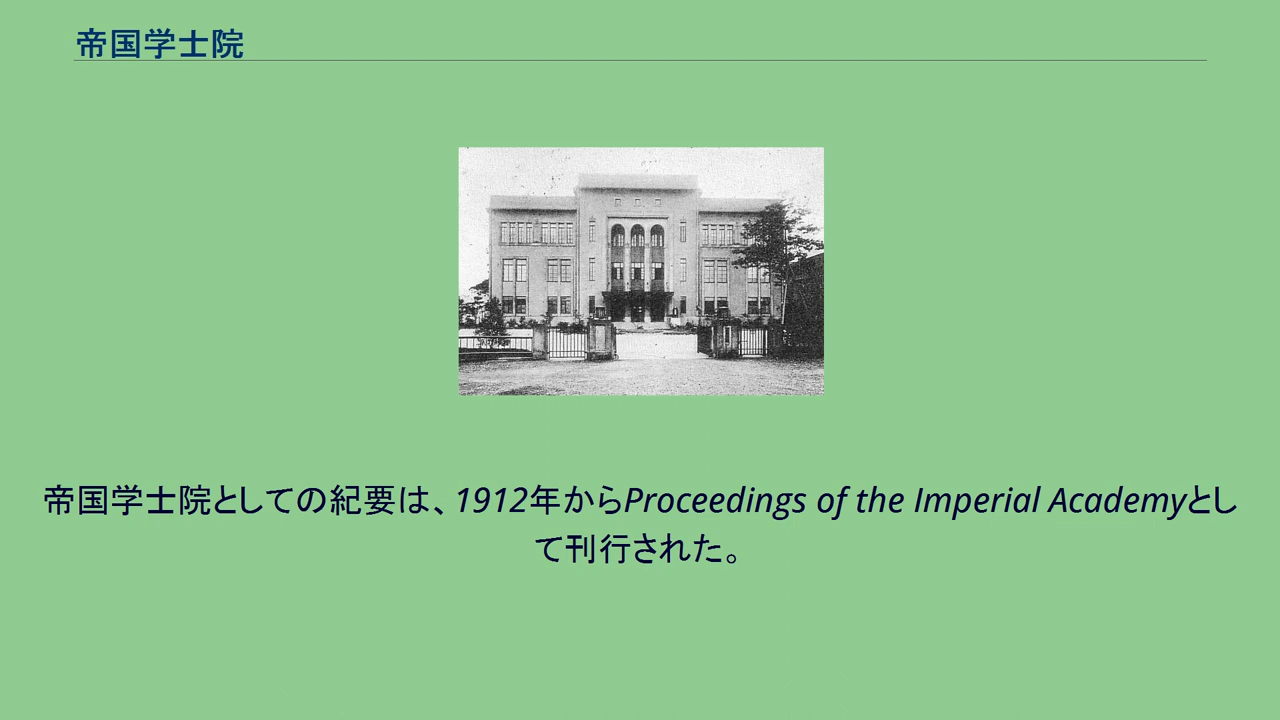 帝国学士院
帝国学士院としての紀要は、1912年からProceedings of the Imperial Academyとし
て刊行された。